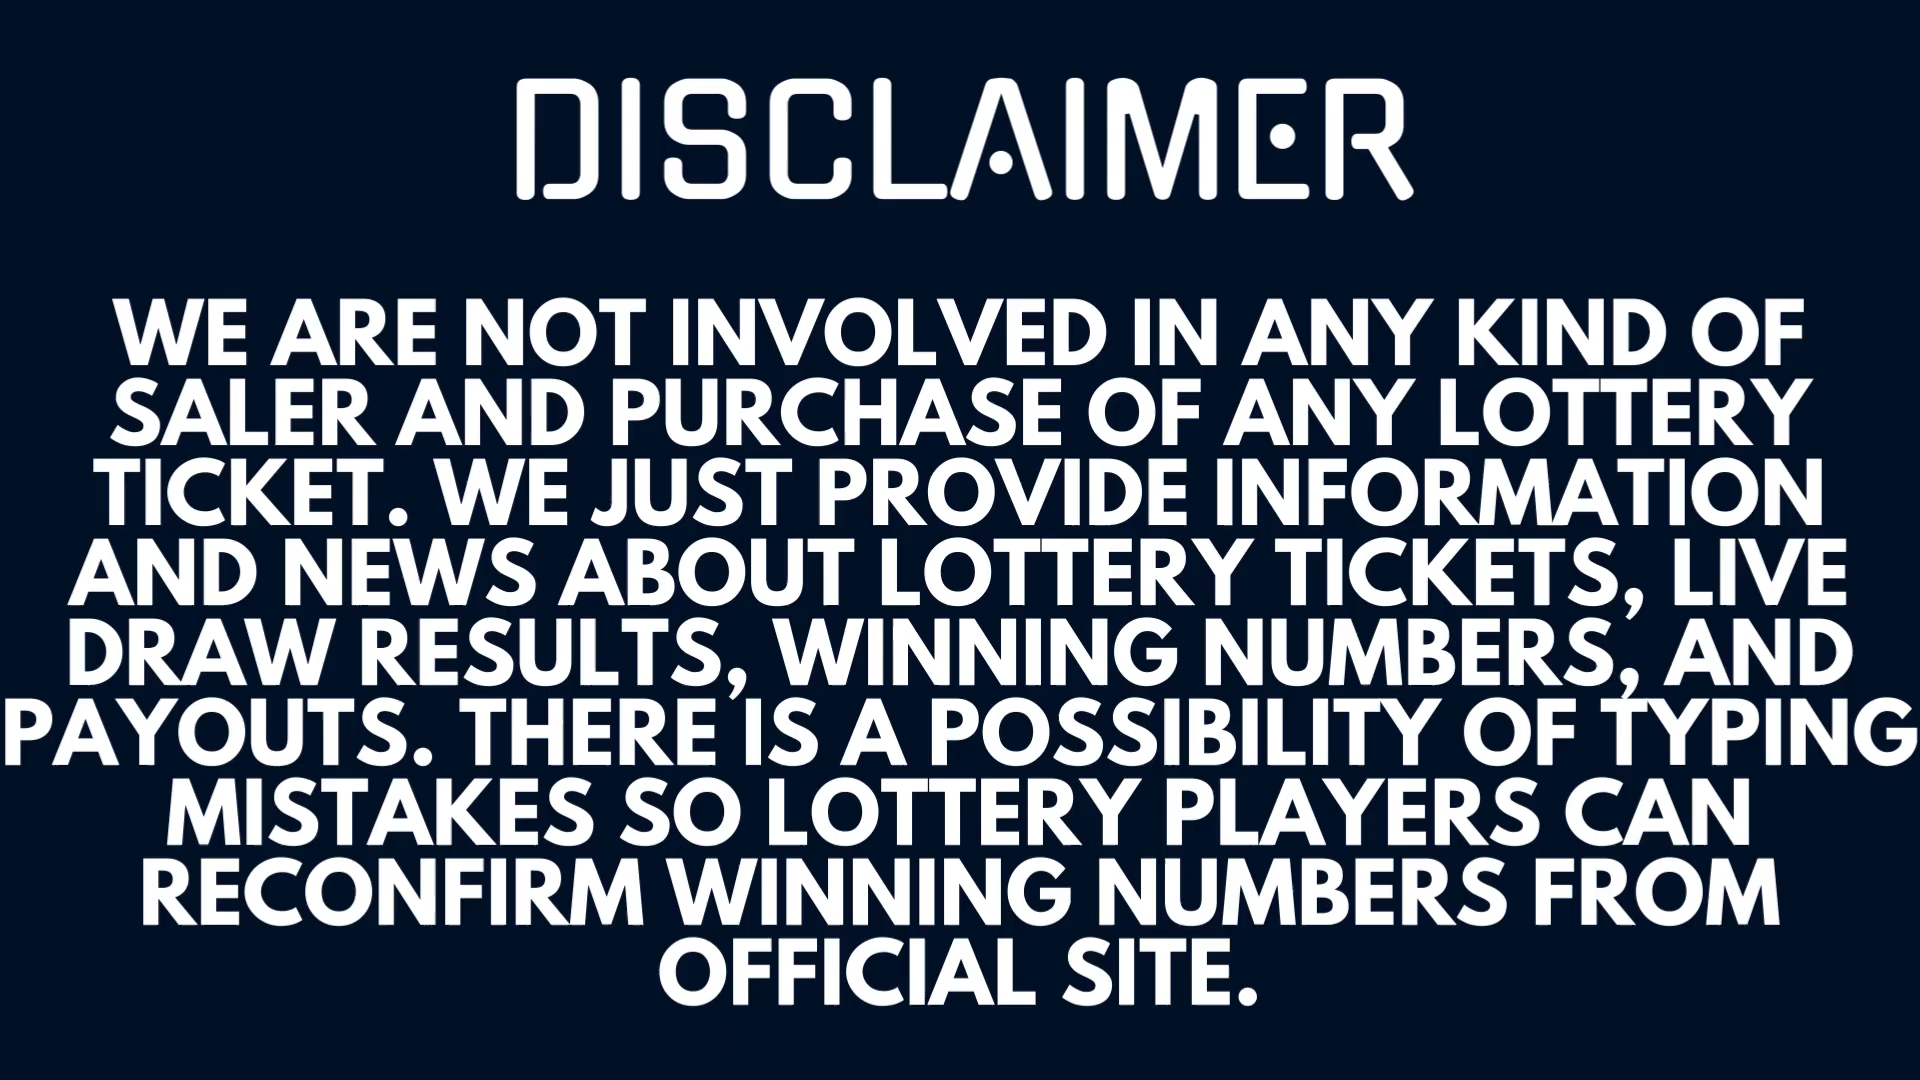 DISCLAIMER
WE ARE NOT INVOLVED IN ANY KIND OF
SALER AND PURCHASE OF ANY LOTTERY
TICKET. WE JUST PROVIDE INFORMATION
AND NEWS ABOUT LOTTERY TICKETS, LIVE
DRAW RESULTS, WINNING NUMBERS, AND
PAYOUTS. THERE IS A POSSIBILITY OF TYPING
MISTAKES SO LOTTERY PLAYERS CAN
RECONFIRM WINNING NUMBERS FROM
OFFICIAL SITE.